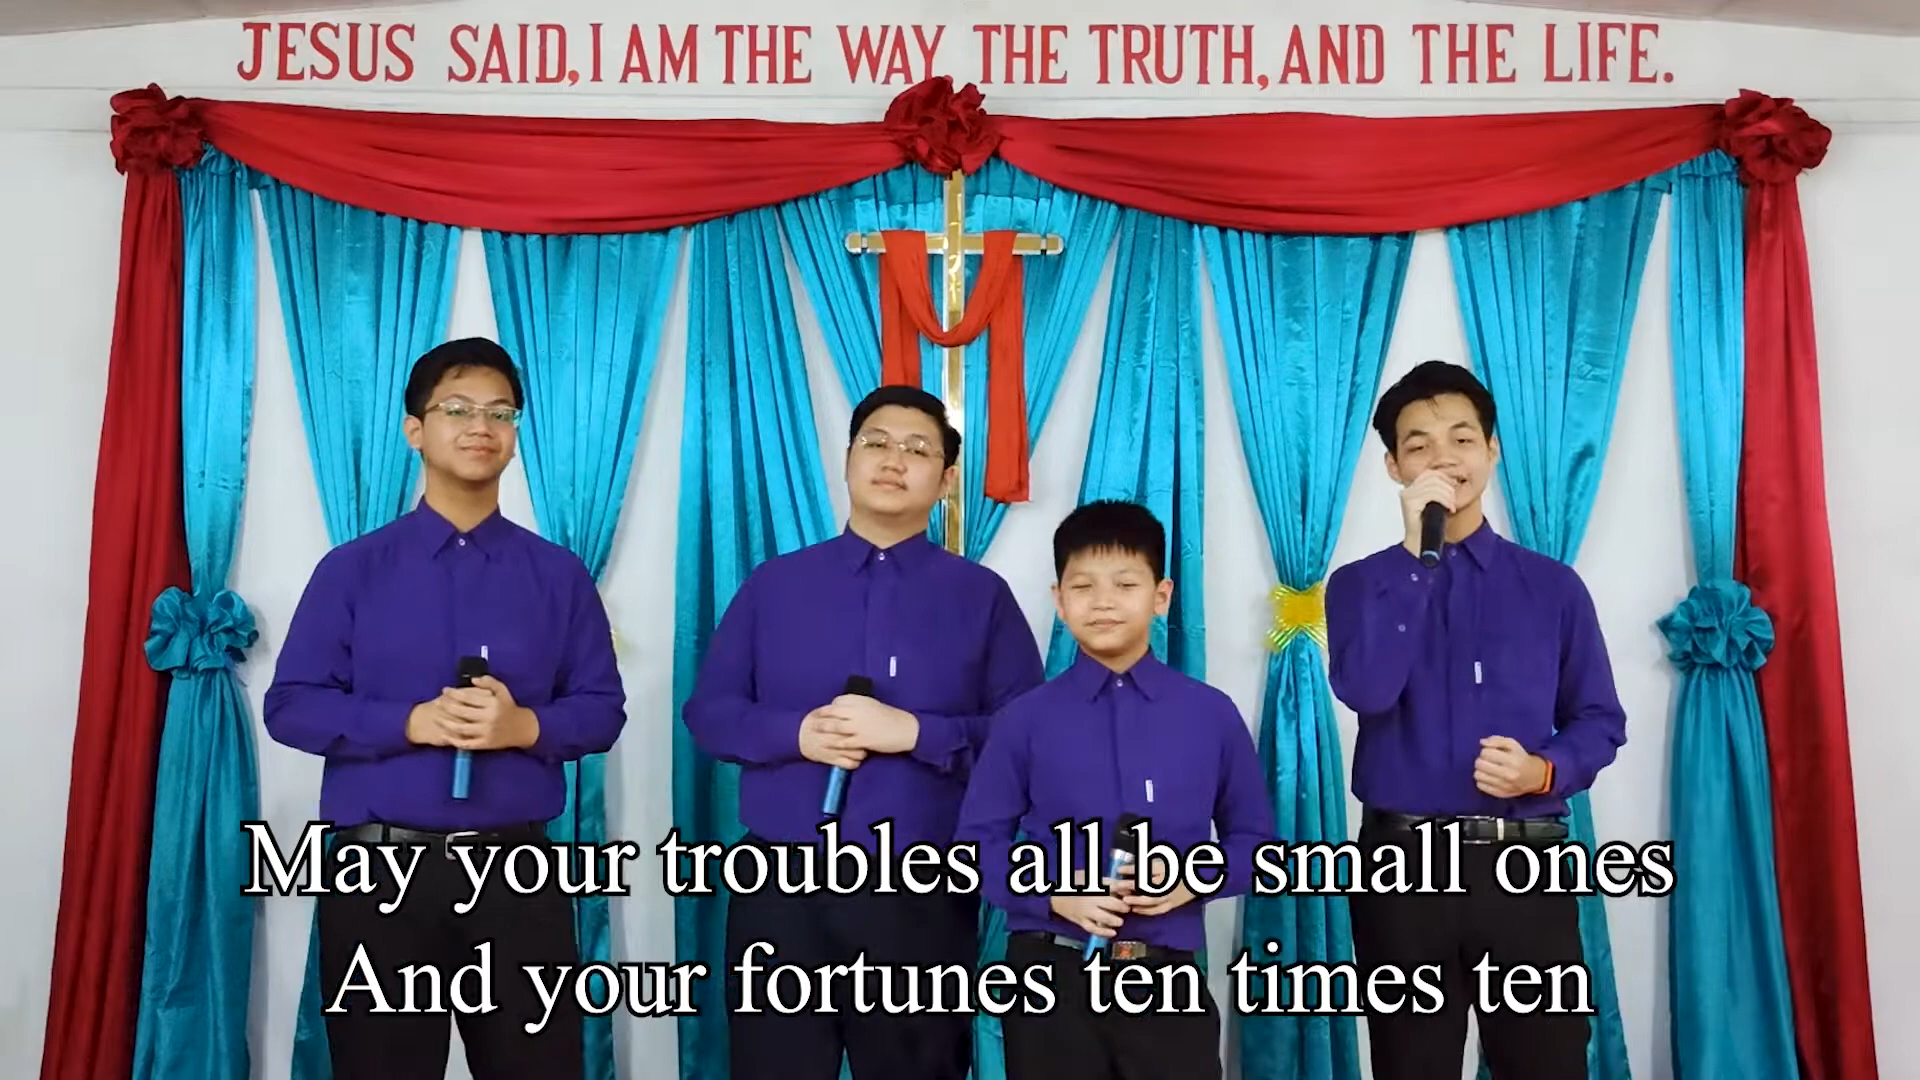 JESUS SAID, I AM THE WAY, THE TRUTH, AND THE LIFE.
May your troubles all be small ones
And your fortunes ten times ten